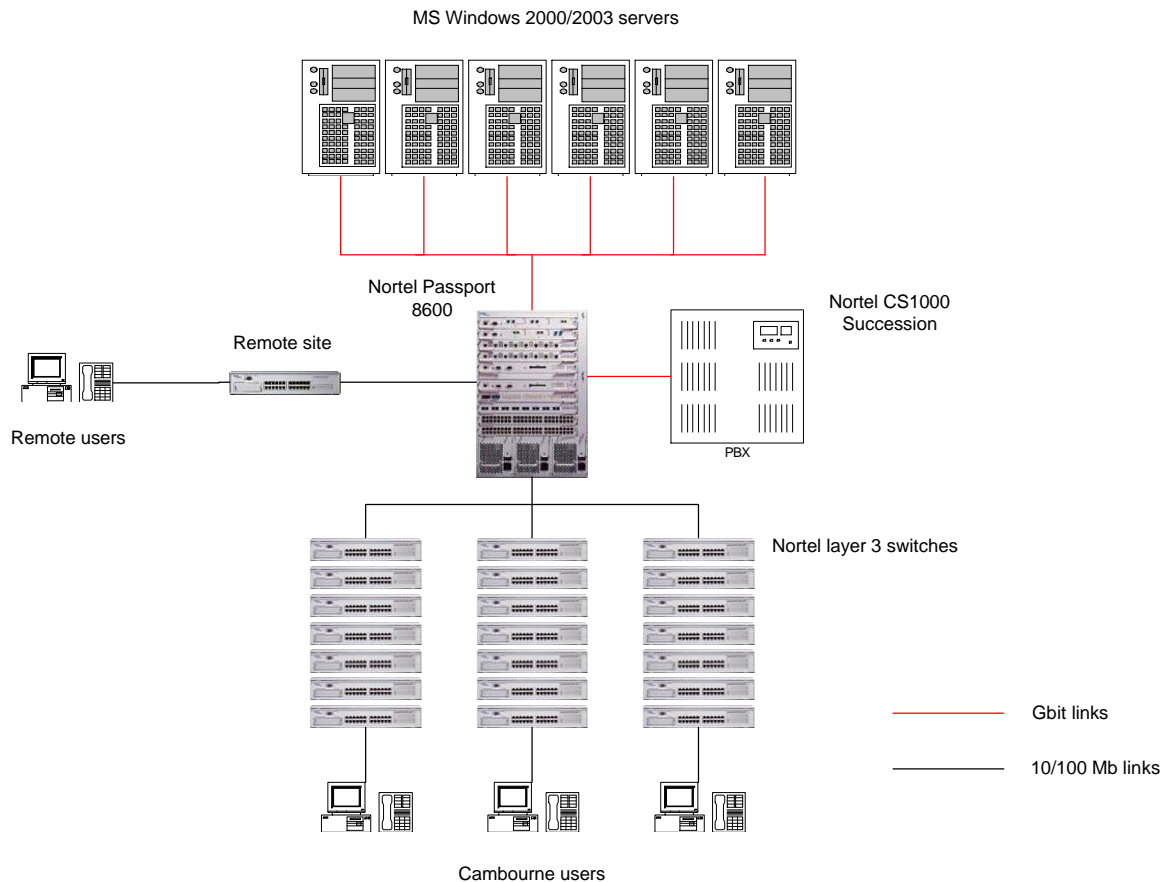 MS Windows 2000/2003 servers
Nortel Passport
8600
Nortel CS1000
Succession
Remote site
Remote users
PBX
Nortel layer 3 switches
Gbit links
10/100 Mb links
Cambourne users